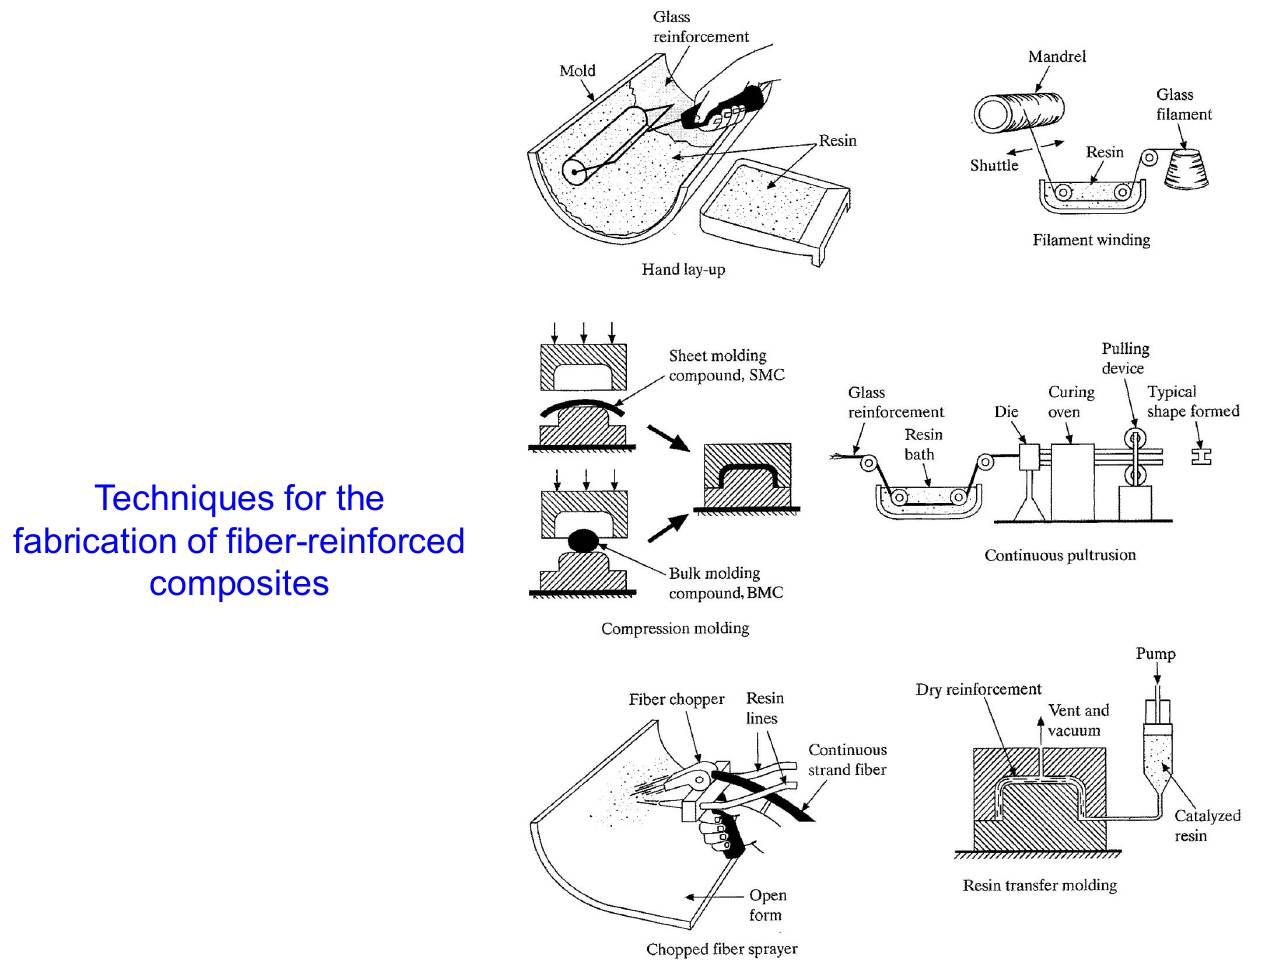 Techniques for the
fabrication of fiber-reinforced
composites
Glass
reinforcement
Mold
Resin
Hand lay-up
Mandrel
Glass
filament
Shuttle
Resin
Filament winding
Sheet molding
compound, SMC
Bulk molding
compound, BMC
Compression molding
Glass
reinforcement
Resin
bath
Die
Curing
oven
Pulling
device
Typical
shape formed
Continuous pultrusion
Fiber chopper
Resin
lines
Continuous
strand fiber
Open
form
Chopped fiber sprayer
Pump
Dry reinforcement
Vent and
vacuum
Catalyzed
resin
Resin transfer molding